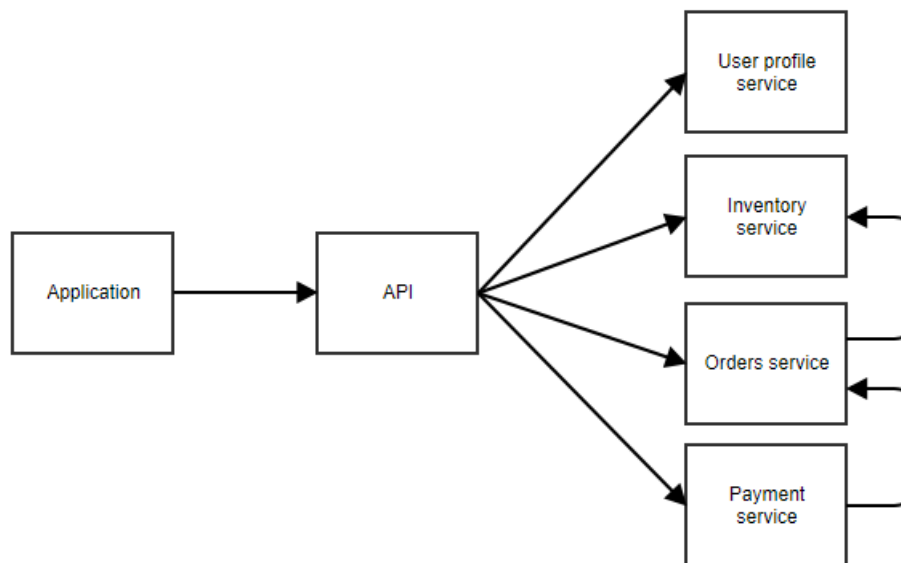 User profile
service
Inventory
service
Application
API
Orders service
Payment
service